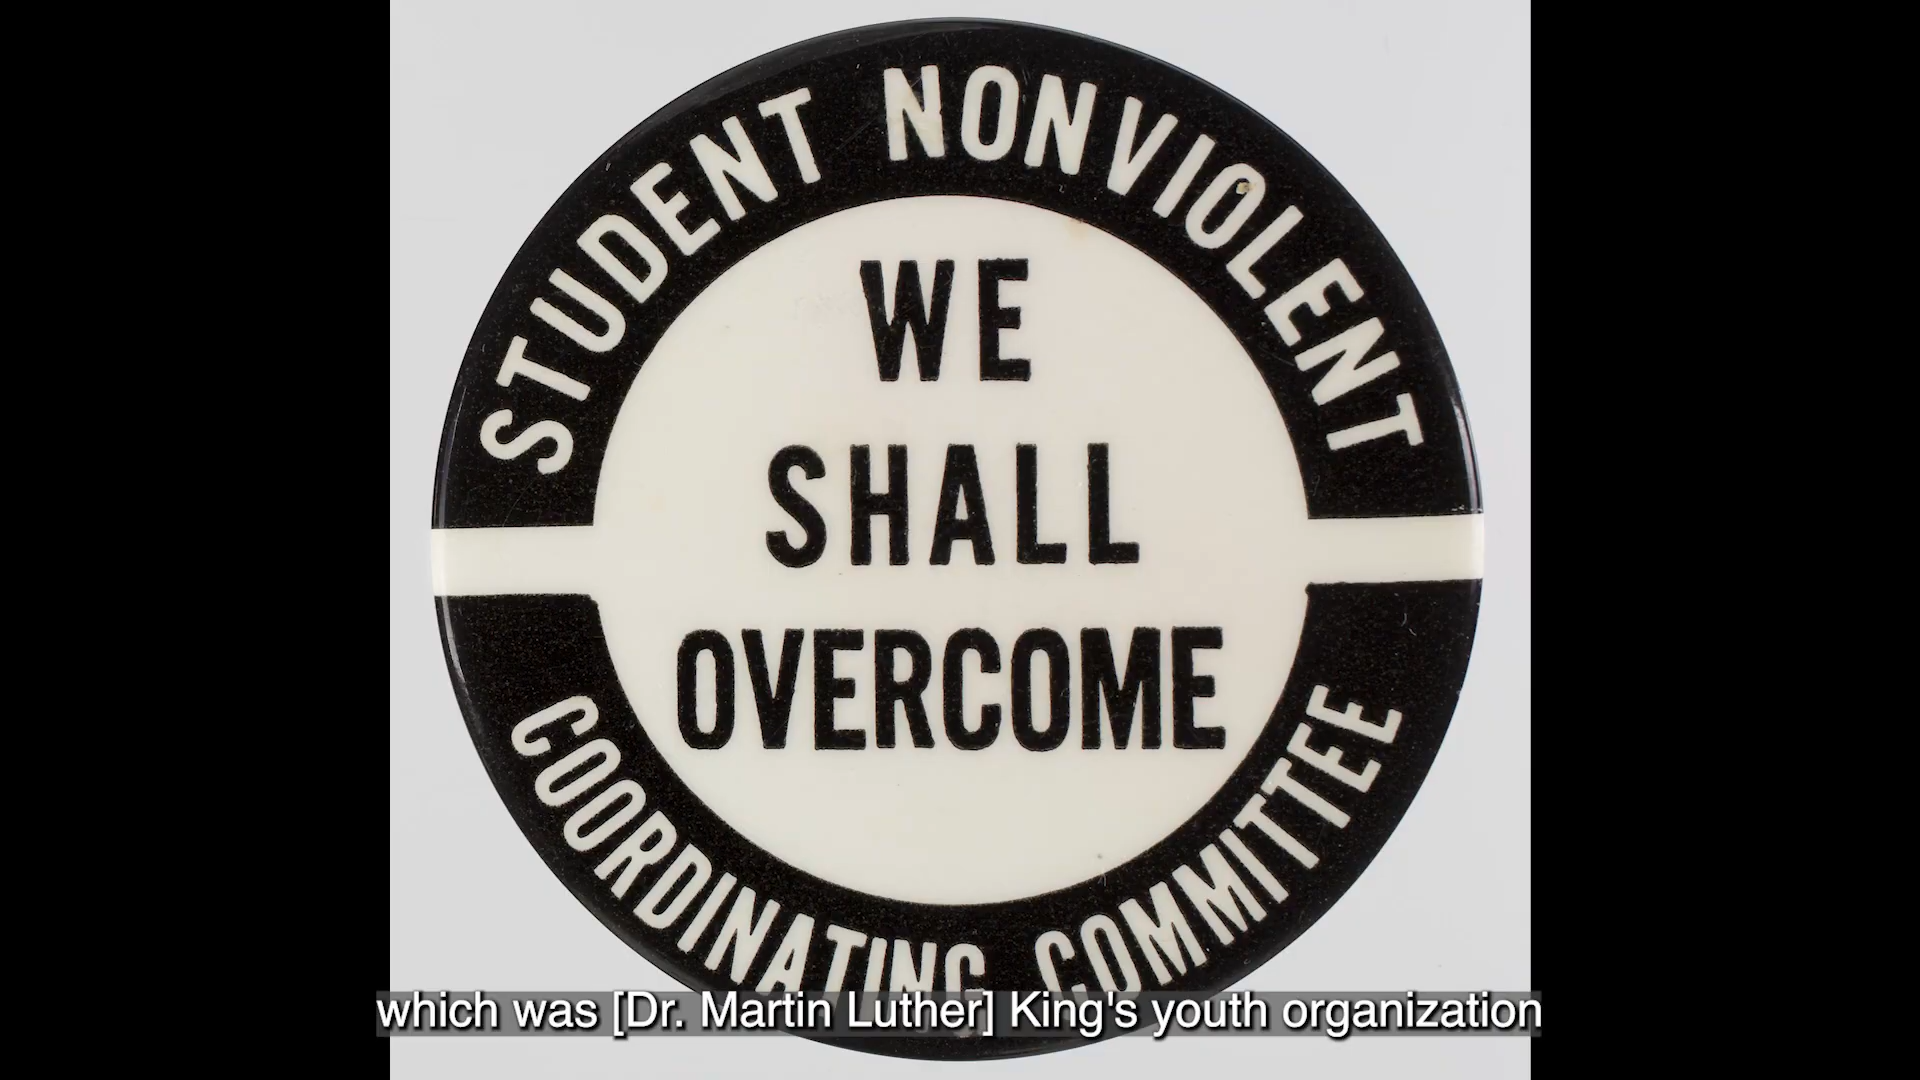 STUDENT NONVIOLENT
WE
SHALL
OVERCOME
COORDINATING COMMITTEE
which was [Dr. Martin Luther] King's youth organization